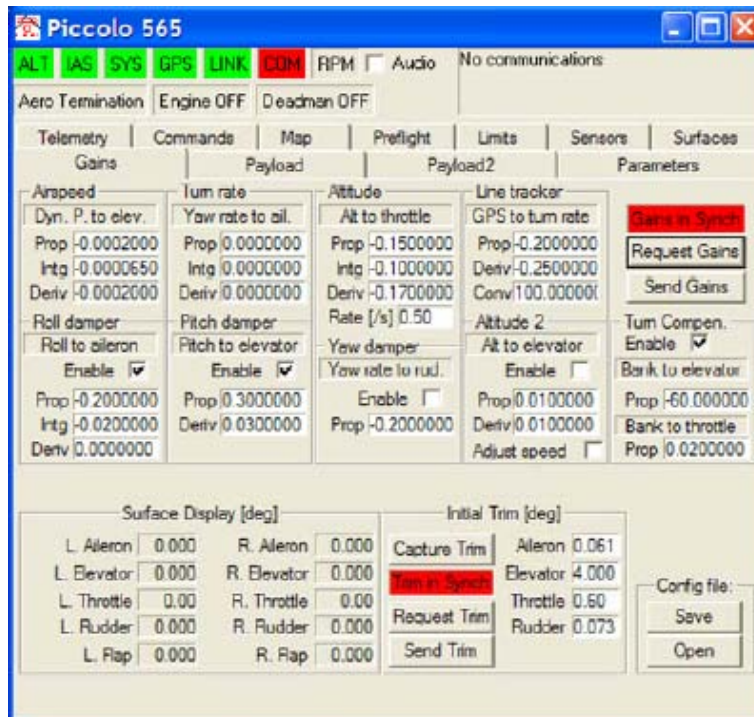 Piccolo 565
ALT IAS SYS GPS LINK COM RPM Audio No communications
Aero Termination Engine OFF Deadman OFF
Telemetry Commands Map Preflight Limits Sensors Surfaces
Gains Payload Payload2 Parameters
Airspeed Turn rate Altitude Line tracker
Dyn. P. to elev. Yaw rate to ail. Alt to throttle GPS to turn rate Gains in Synch
Prop -0.0002000 Prop 0.0000000 Prop -0.1500000 Prop -0.2000000 Request Gains
Intg -0.0000650 Intg 0.0000000 Intg -0.1000000 Deriv -0.2500000
Deriv -0.0002000 Deriv 0.0000000 Deriv -0.1700000 Conv 100.00000( Send Gains
Rate [/s] 0.50
Roll damper Pitch damper Altitude 2 Turn Compen.
Roll to aileron Pitch to elevator Yaw damper Alt to elevator Enable
Enable Enable Yaw rate to rud. Enable Bank to elevator
Prop -0.2000000 Prop 0.3000000 Enable Prop 0.0100000 Prop -60.000000
Intg -0.0200000 Deriv 0.0300000 Prop -0.2000000 Deriv 0.0100000 Bank to throttle
Deriv 0.0000000 Adjust speed Prop 0.0200000
Surface Display [deg] Initial Trim [deg]
L. Aileron 0.000 R. Aileron 0.000 Capture Trim Aileron 0.061
L. Elevator 0.000 R. Elevator 0.000 Trim in Synch Elevator 4.000 Config file:
L. Throttle 0.00 R. Throttle 0.00 Request Trim Throttle 0.60 Save
L. Rudder 0.000 R. Rudder 0.000 Rudder 0.073
L. Flap 0.000 R. Flap 0.000 Send Trim Open